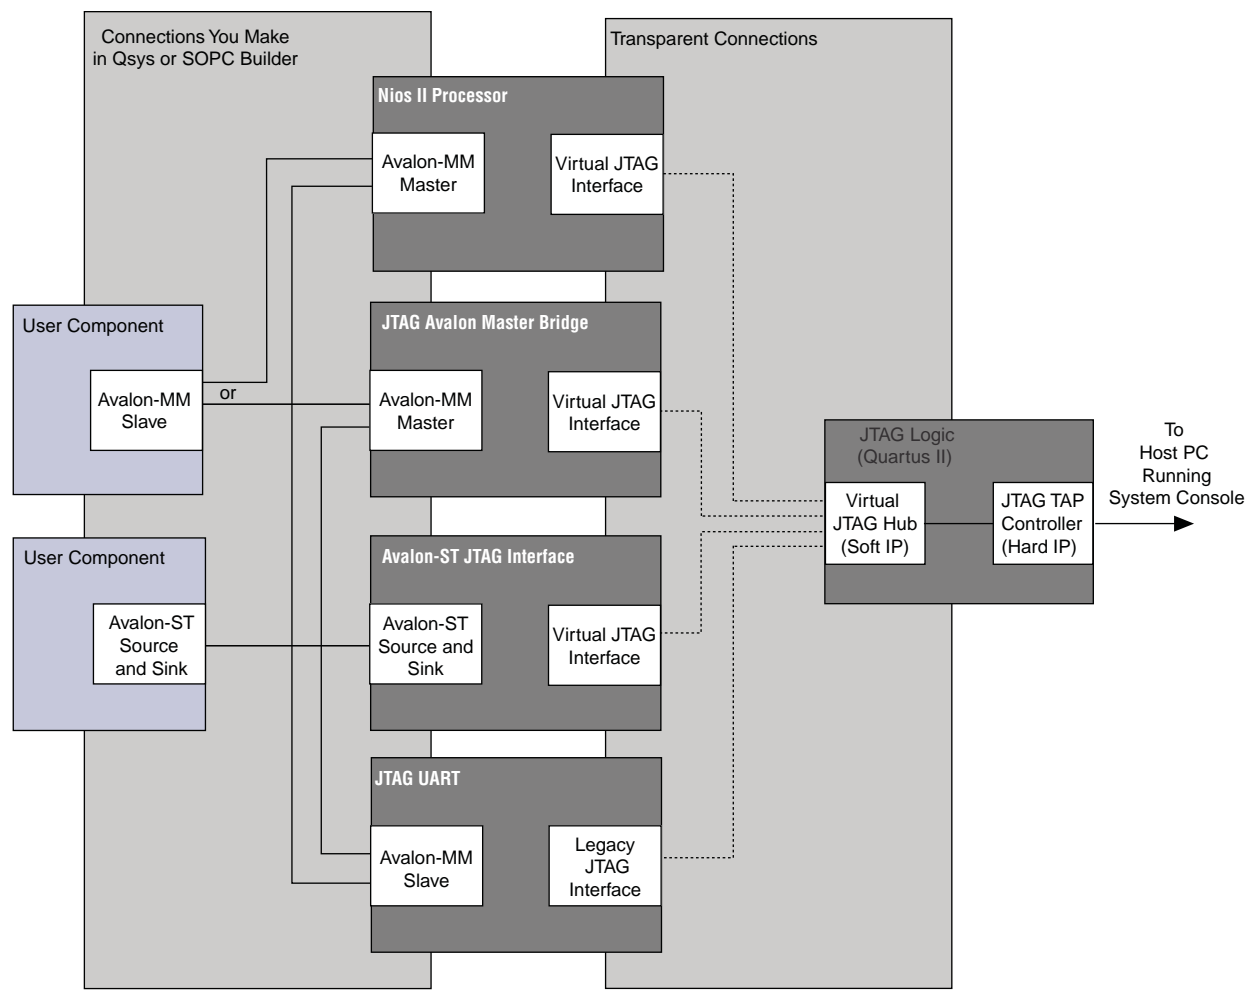 Connections You Make
in Qsys or SOPC Builder
Transparent Connections
Nios II Processor
Avalon-MM
Master
Virtual JTAG
Interface
User Component
Avalon-MM
Slave
or
JTAG Avalon Master Bridge
Avalon-MM
Master
Virtual JTAG
Interface
JTAG Logic
(Quartus II)
Virtual
JTAG Hub
(Soft IP)
JTAG TAP
Controller
(Hard IP)
To
Host PC
Running
System Console
User Component
Avalon-ST
Source
and Sink
Avalon-ST JTAG Interface
Avalon-ST
Source and
Sink
Virtual JTAG
Interface
JTAG UART
Avalon-MM
Slave
Legacy
JTAG
Interface